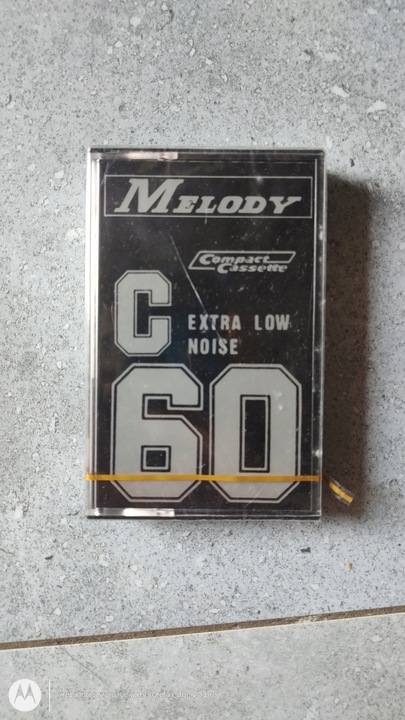 MELODY
Compact
Cassette
C
EXTRA LOW
NOISE
60